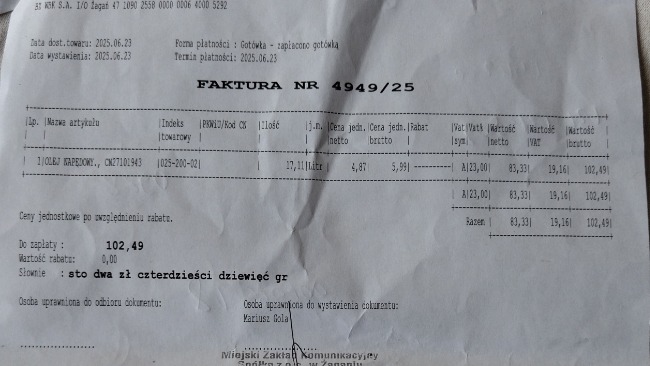 BZ WBK S.A. I/O Żagań 47 1090 2558 0000 0006 4000 5292
Data dost.towaru: 2025.06.23 Forma płatności : Gotówka - zapłacono gotówką
Data wystawienia: 2025.06.23 Termin płatności: 2025.06.23
FAKTURA NR 4949/25
|Lp.| Nazwa artykułu |Indeks |PKWiU/Kod CN |Ilość |j.m.|Cena jedn.|Cena jedn.|Rabat |Vat|Vat%|Wartość |Wartość |Wartość |
towarowy |netto |brutto |sym| |netto |VAT |brutto |
| 1|OLEJ NAPĘDOWY., CN27101943 |025-200-02| | 17,11|Litr| 4,87| 5,99|---------| A|23,00| 83,33| 19,16| 102,49|
| A|23,00| 83,33| 19,16| 102,49|
Razem | 83,33| 19,16| 102,49|
Ceny jednostkowe po uwzględnieniu rabatu.
Do zapłaty : 102,49
Wartość rabatu: 0,00
Słownie : sto dwa zł czterdzieści dziewięć gr
Osoba uprawniona do odbioru dokumentu: Osoba uprawniona do wystawienia dokumentu:
Mariusz Gola
Miejski Zakład Komunikacyjny
Spółka z o.o. w Żaganiu